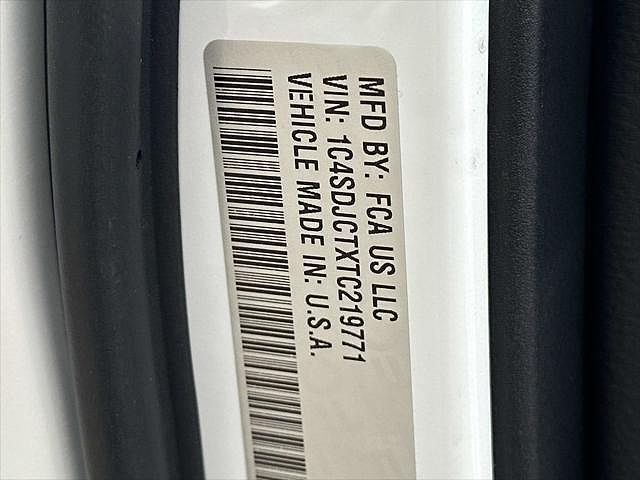 MFD BY: FCA US LLC
VIN: 1C4SDJCTXTC219771
VEHICLE MADE IN: U.S.A.